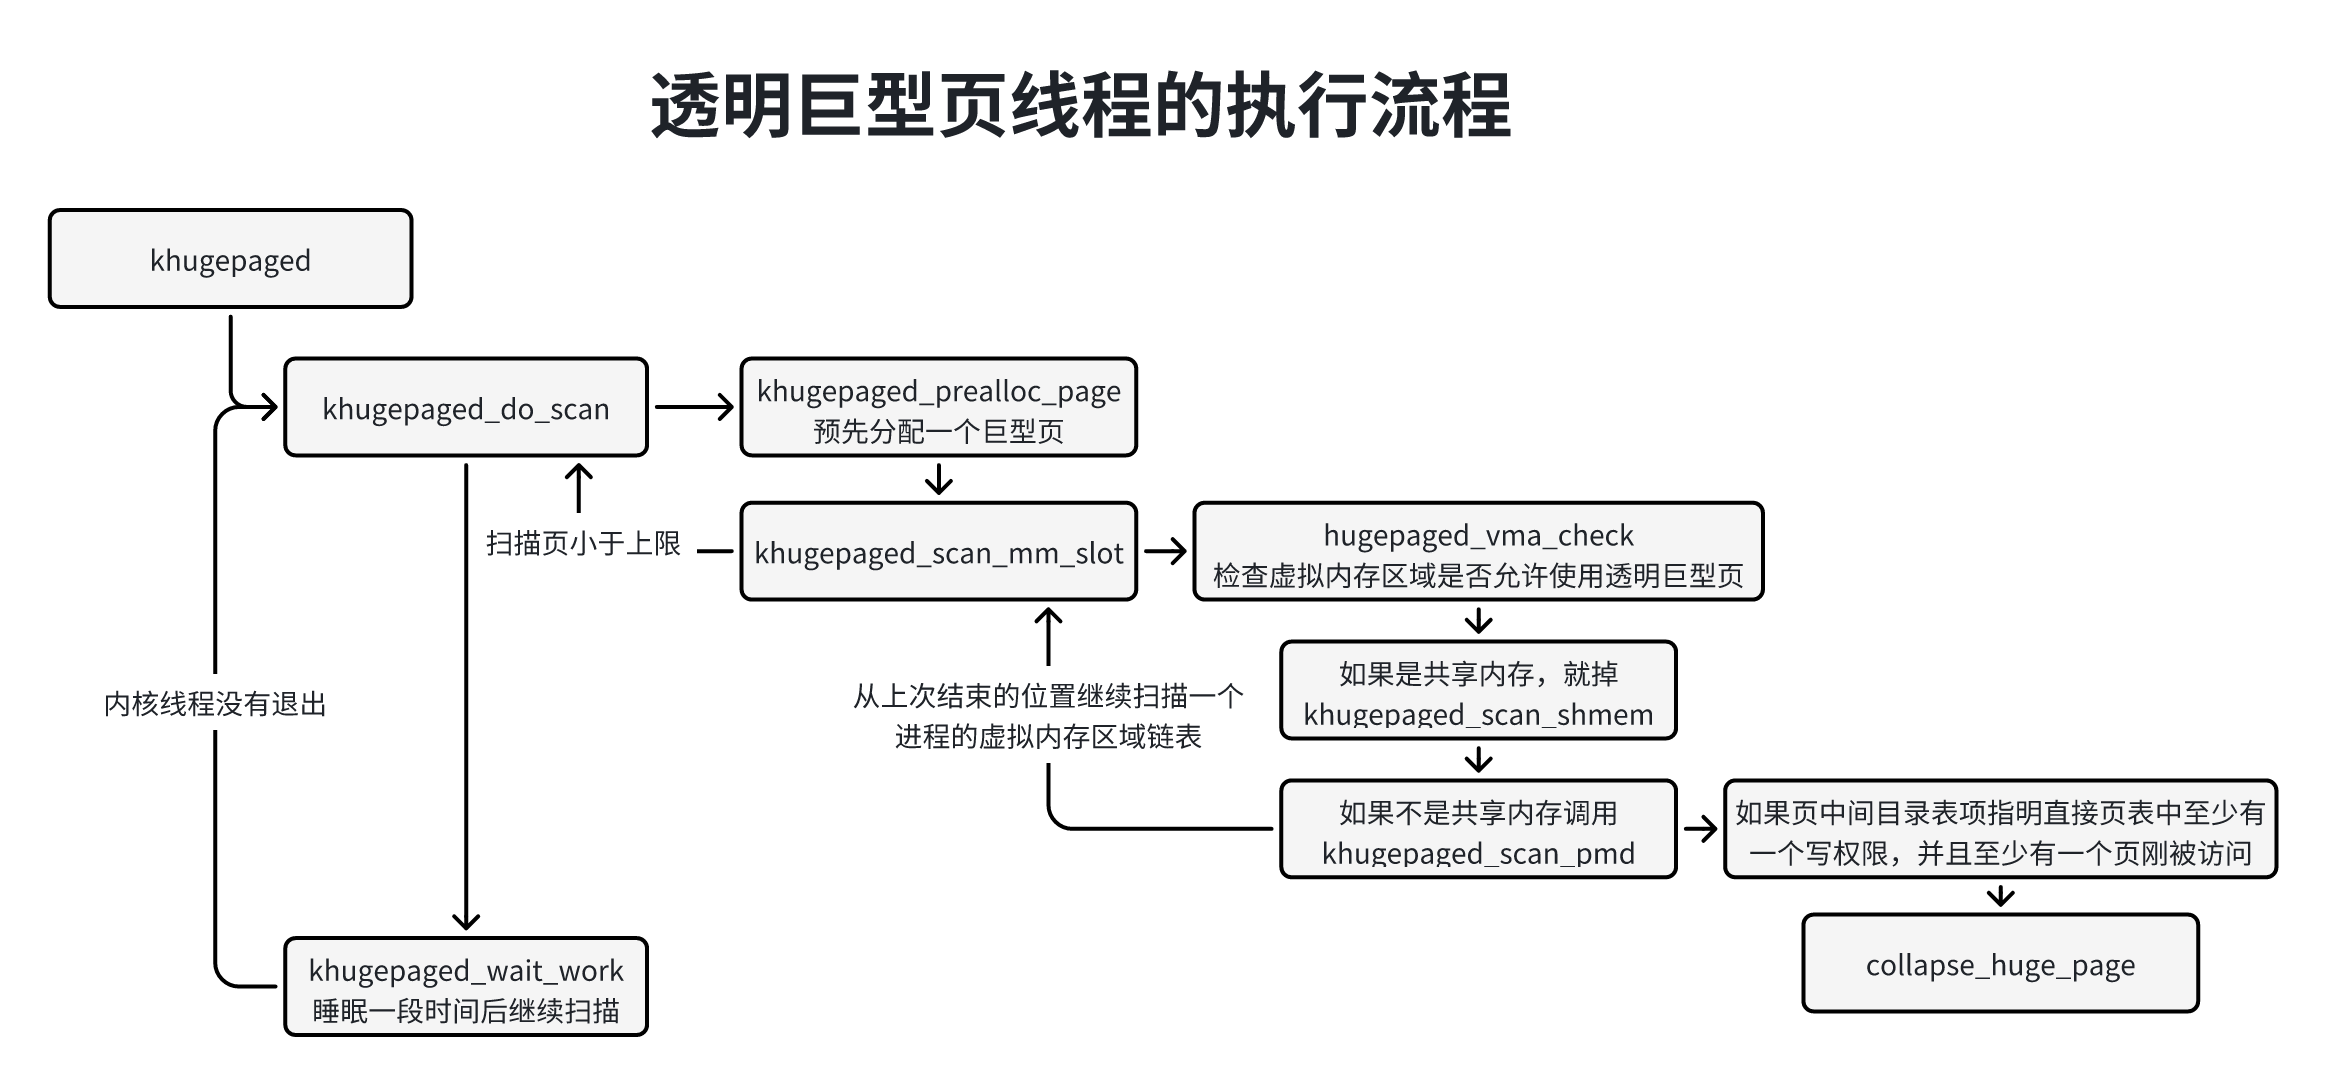 透明巨型页线程的执行流程
khugepaged
khugepaged_do_scan
khugepaged_prealloc_page
预先分配一个巨型页
扫描页小于上限
khugepaged_scan_mm_slot
hugepaged_vma_check
检查虚拟内存区域是否允许使用透明巨型页
内核线程没有退出
从上次结束的位置继续扫描一个
进程的虚拟内存区域链表
如果是共享内存，就掉
khugepaged_scan_shmem
如果不是共享内存调用
khugepaged_scan_pmd
如果页中间目录表项指明直接页表中至少有
一个写权限，并且至少有一个页刚被访问
collapse_huge_page
khugepaged_wait_work
睡眠一段时间后继续扫描